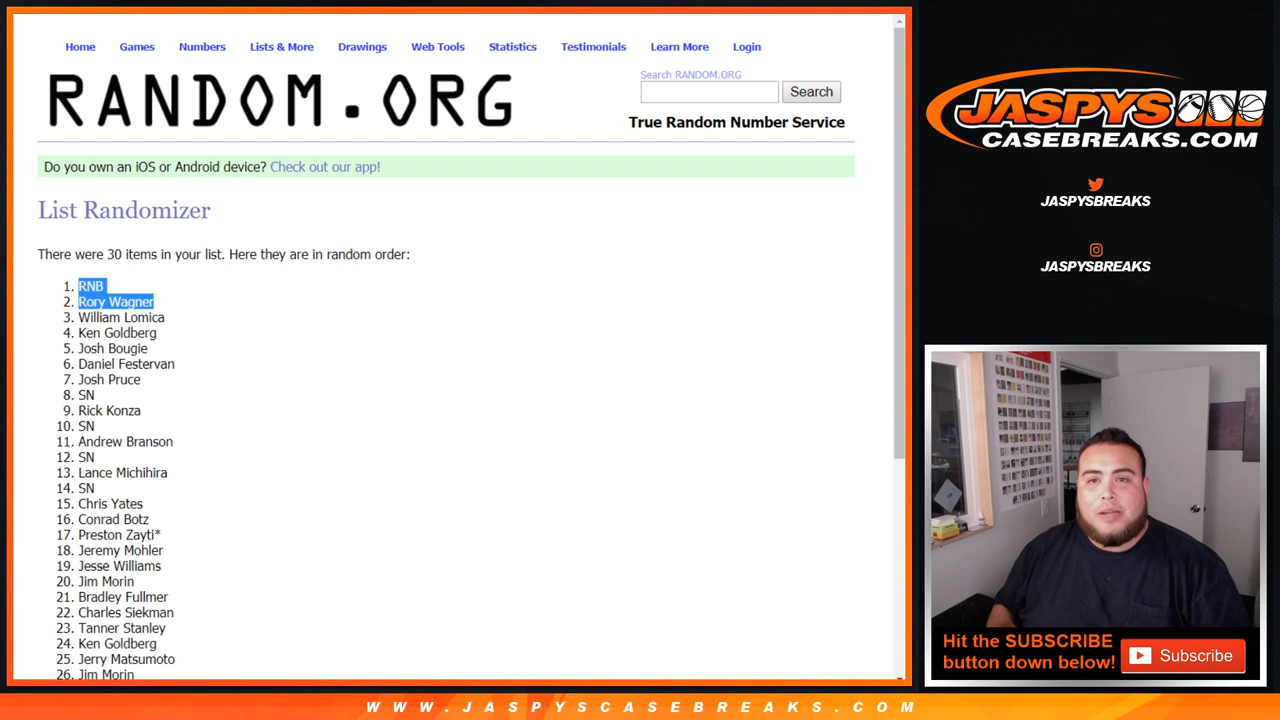 Home Games Numbers Lists & More Drawings Web Tools Statistics Testimonials Learn More Login
RANDOM.ORG
Search RANDOM.ORG
Search
True Random Number Service
Do you own an iOS or Android device? Check out our app!
List Randomizer
There were 30 items in your list. Here they are in random order:
1. RNB
2. Rory Wagner
3. William Lomica
4. Ken Goldberg
5. Josh Bougie
6. Daniel Festervan
7. Josh Pruce
8. SN
9. Rick Konza
10. SN
11. Andrew Branson
12. SN
13. Lance Michihira
14. SN
15. Chris Yates
16. Conrad Botz
17. Preston Zayti*
18. Jeremy Mohler
19. Jesse Williams
20. Jim Morin
21. Bradley Fullmer
22. Charles Siekman
23. Tanner Stanley
24. Ken Goldberg
25. Jerry Matsumoto
26. Jim Morin
JASPYS
CASEBREAKS.COM
JASPYSBREAKS
JASPYSBREAKS
Hit the SUBSCRIBE
button down below!
Subscribe
WWW.JASPYSCASEBREAKS.COM